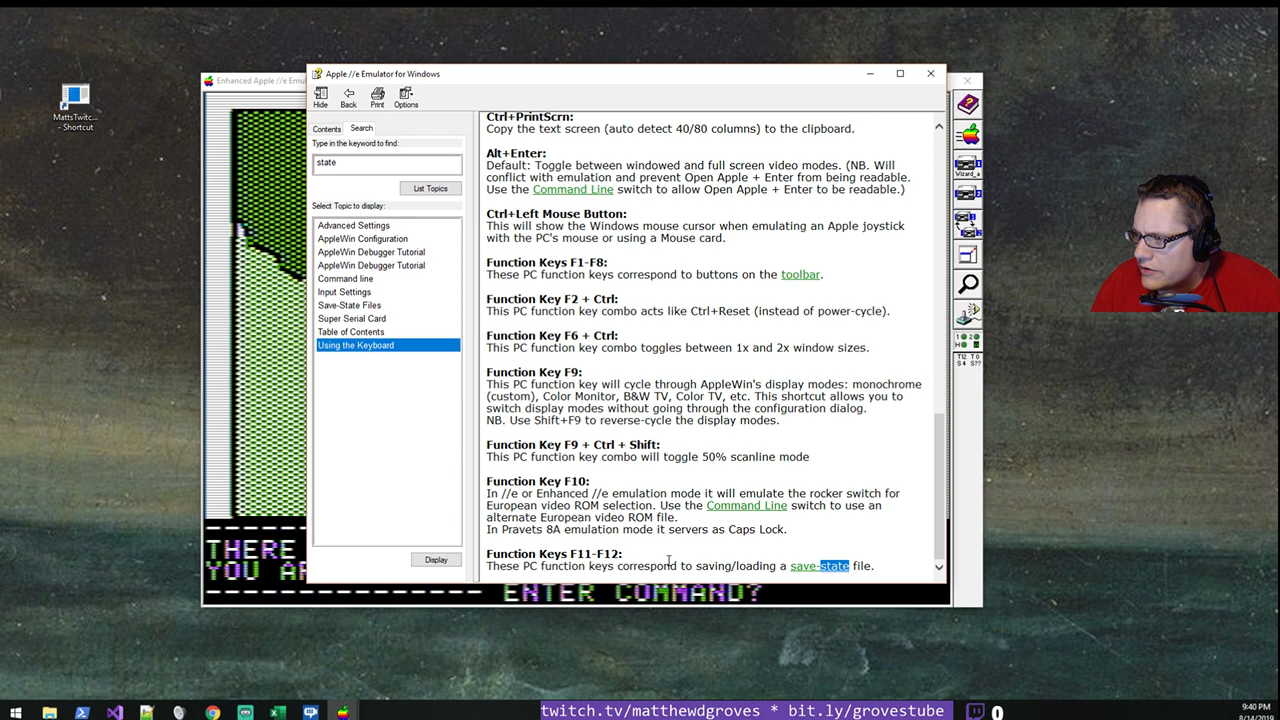 MattsTwitc...
- Shortcut
Enhanced Apple //e Emu
Apple //e Emulator for Windows
Hide
Back
Print
Options
Contents
Search
Type in the keyword to find:
state
List Topics
Select Topic to display:
Advanced Settings
AppleWin Configuration
AppleWin Debugger Tutorial
AppleWin Debugger Tutorial
Command line
Input Settings
Save-State Files
Super Serial Card
Table of Contents
Using the Keyboard
Display
Ctrl+PrintScrn:
Copy the text screen (auto detect 40/80 columns) to the clipboard.
Alt+Enter:
Default: Toggle between windowed and full screen video modes. (NB. Will
conflict with emulation and prevent Open Apple + Enter from being readable.
Use the Command Line switch to allow Open Apple + Enter to be readable.)
Ctrl+Left Mouse Button:
This will show the Windows mouse cursor when emulating an Apple joystick
with the PC's mouse or using a Mouse card.
Function Keys F1-F8:
These PC function keys correspond to buttons on the toolbar.
Function Key F2 + Ctrl:
This PC function key combo acts like Ctrl+Reset (instead of power-cycle).
Function Key F6 + Ctrl:
This PC function key combo toggles between 1x and 2x window sizes.
Function Key F9:
This PC function key will cycle through AppleWin's display modes: monochrome
(custom), Color Monitor, B&W TV, Color TV, etc. This shortcut allows you to
switch display modes without going through the configuration dialog.
NB. Use Shift+F9 to reverse-cycle the display modes.
Function Key F9 + Ctrl + Shift:
This PC function key combo will toggle 50% scanline mode
Function Key F10:
In //e or Enhanced //e emulation mode it will emulate the rocker switch for
European video ROM selection. Use the Command Line switch to use an
alternate European video ROM file.
In Pravets 8A emulation mode it servers as Caps Lock.
Function Keys F11-F12:
These PC function keys correspond to saving/loading a save-state file.
Wizard_a
THERE
YOU AR
ENTER COMMAND?
twitch.tv/matthewdgroves * bit.ly/grovestube
0
9:40 PM